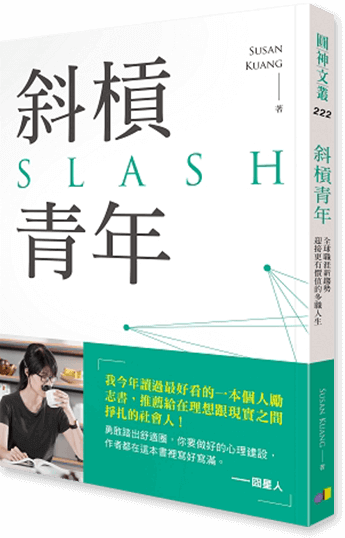 SUSAN
KUANG
著
斜槓
SLASH
青年
我今年讀過最好看的一本個人勵
志書，推薦給在理想跟現實之間
掙扎的社會人！
勇敢踏出舒適圈，你要做好的心理建設，
作者都在這本書裡寫好寫滿。
——囧星人
圓神文叢
222
斜槓青年
全球職涯新趨勢
迎接更有價值的多職人生
SUSAN KUANG
著